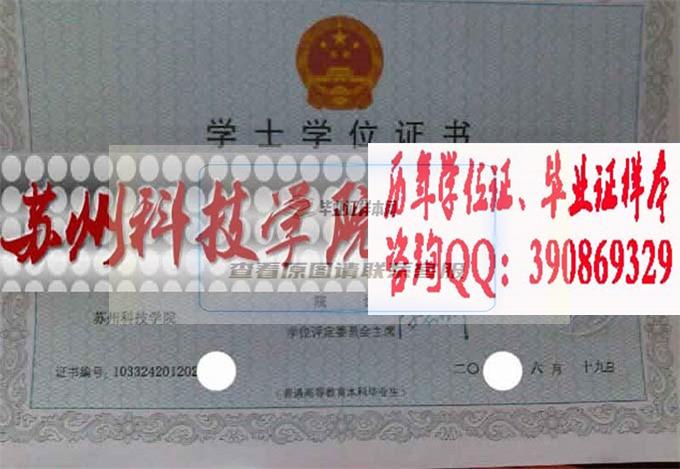 学士学位证书
历年学位证、毕业证样本
苏州科技学院
咨询QQ：390869329
查看原图请联系客服
院
苏州科技学院
学位评定委员会主席
证书编号：103324201202
二〇 六月 十九日
（普通高等教育本科毕业生）